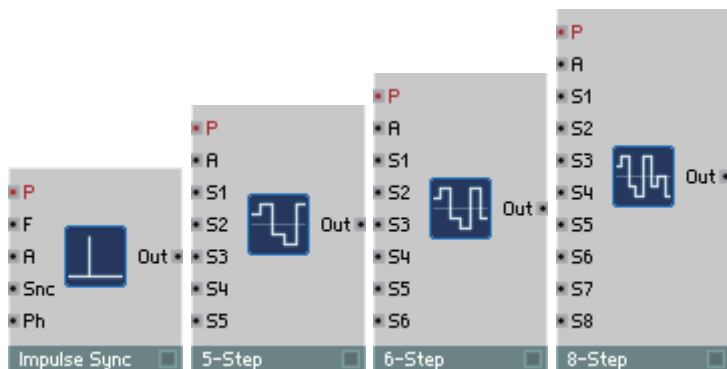 P
F
A
Snc
Ph
Out
Impulse Sync
P
A
S1
S2
S3
S4
S5
Out
5-Step
P
A
S1
S2
S3
S4
S5
S6
Out
6-Step
P
A
S1
S2
S3
S4
S5
S6
S7
S8
Out
8-Step